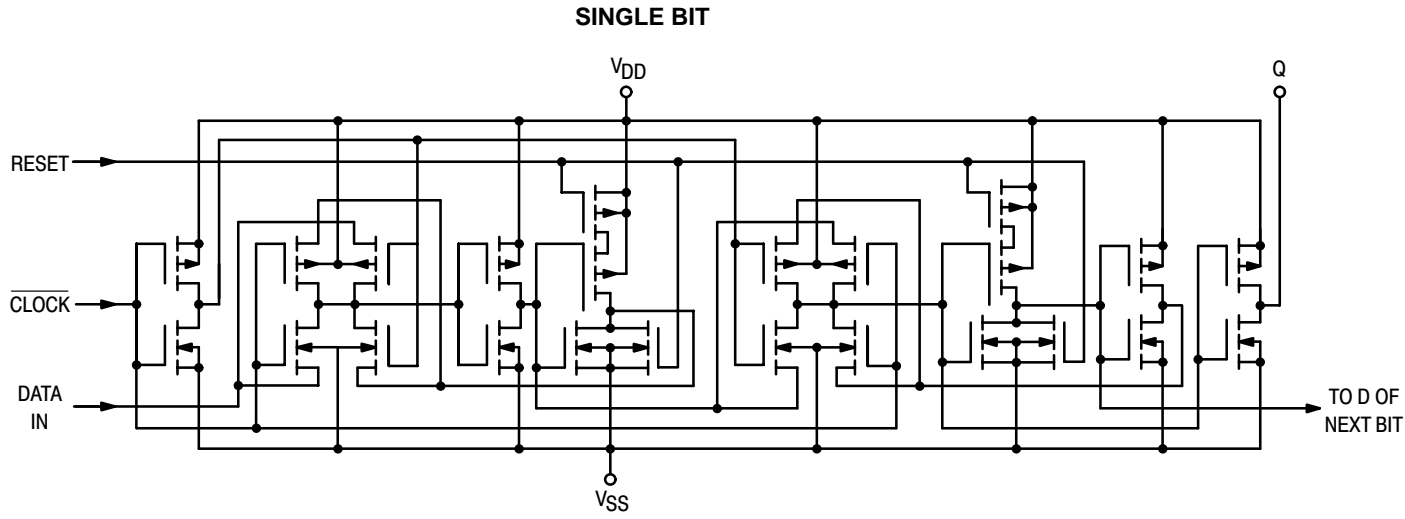 SINGLE BIT
VDD
Q
RESET
CLOCK
DATA
IN
TO D OF
NEXT BIT
VSS